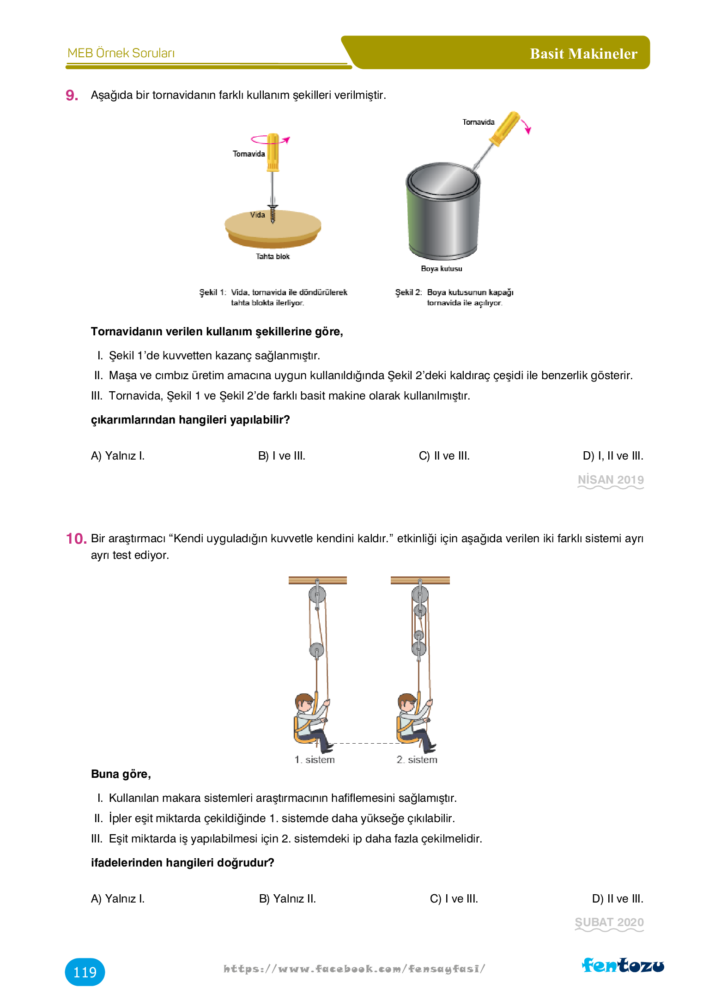 MEB Örnek Soruları
Basit Makineler
9. Aşağıda bir tornavidanın farklı kullanım şekilleri verilmiştir.
Tornavida
Tornavida
Vida
Tahta blok
Boya kutusu
Şekil 1: Vida, tornavida ile döndürülerek
tahta blokta ilerliyor.
Şekil 2: Boya kutusunun kapağı
tornavida ile açılıyor.
Tornavidanın verilen kullanım şekillerine göre,
I. Şekil 1’de kuvvetten kazanç sağlanmıştır.
II. Maşa ve cımbız üretim amacına uygun kullanıldığında Şekil 2’deki kaldıraç çeşidi ile benzerlik gösterir.
III. Tornavida, Şekil 1 ve Şekil 2’de farklı basit makine olarak kullanılmıştır.
çıkarımlarından hangileri yapılabilir?
A) Yalnız I. B) I ve III. C) II ve III. D) I, II ve III.
NİSAN 2019
10. Bir araştırmacı “Kendi uyguladığın kuvvetle kendini kaldır.” etkinliği için aşağıda verilen iki farklı sistemi ayrı
ayrı test ediyor.
1. sistem 2. sistem
Buna göre,
I. Kullanılan makara sistemleri araştırmacının hafiflemesini sağlamıştır.
II. İpler eşit miktarda çekildiğinde 1. sistemde daha yükseğe çıkılabilir.
III. Eşit miktarda iş yapılabilmesi için 2. sistemdeki ip daha fazla çekilmelidir.
ifadelerinden hangileri doğrudur?
A) Yalnız I. B) Yalnız II. C) I ve III. D) II ve III.
ŞUBAT 2020
119
https://www.facebook.com/fensayfasi/
fentozu